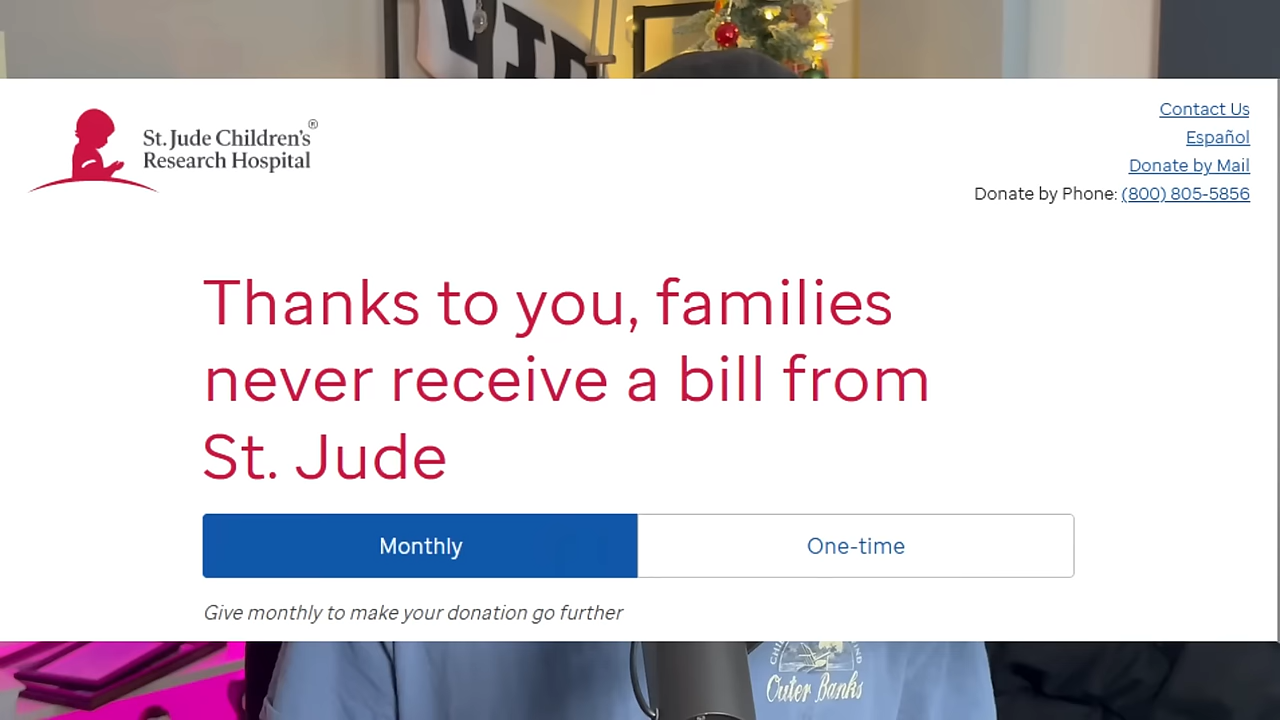 St. Jude Children's®
Research Hospital
Contact Us
Español
Donate by Mail
Donate by Phone: (800) 805-5856
Thanks to you, families
never receive a bill from
St. Jude
Monthly
One-time
Give monthly to make your donation go further
Outer Banks